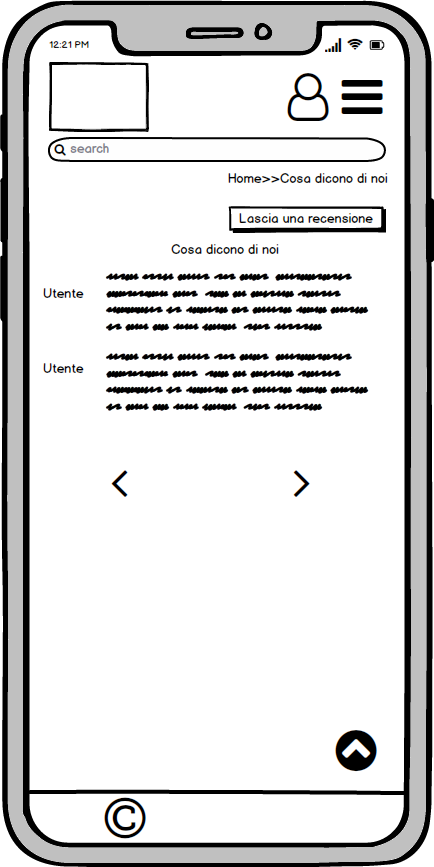 12:21 PM
search
Home>>Cosa dicono di noi
Lascia una recensione
Cosa dicono di noi
Utente
Utente
©